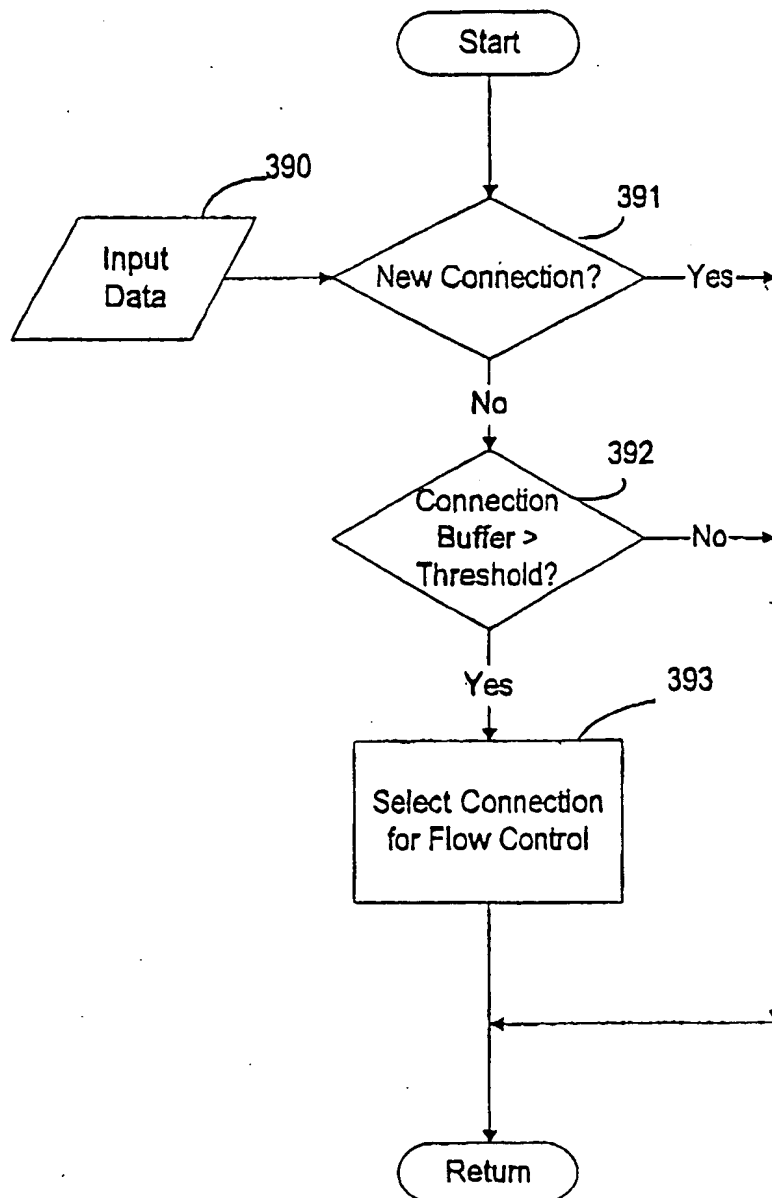 Start
390
Input
Data
391
New Connection?
Yes
No
392
Connection
Buffer >
Threshold?
No
Yes
393
Select Connection
for Flow Control
Return